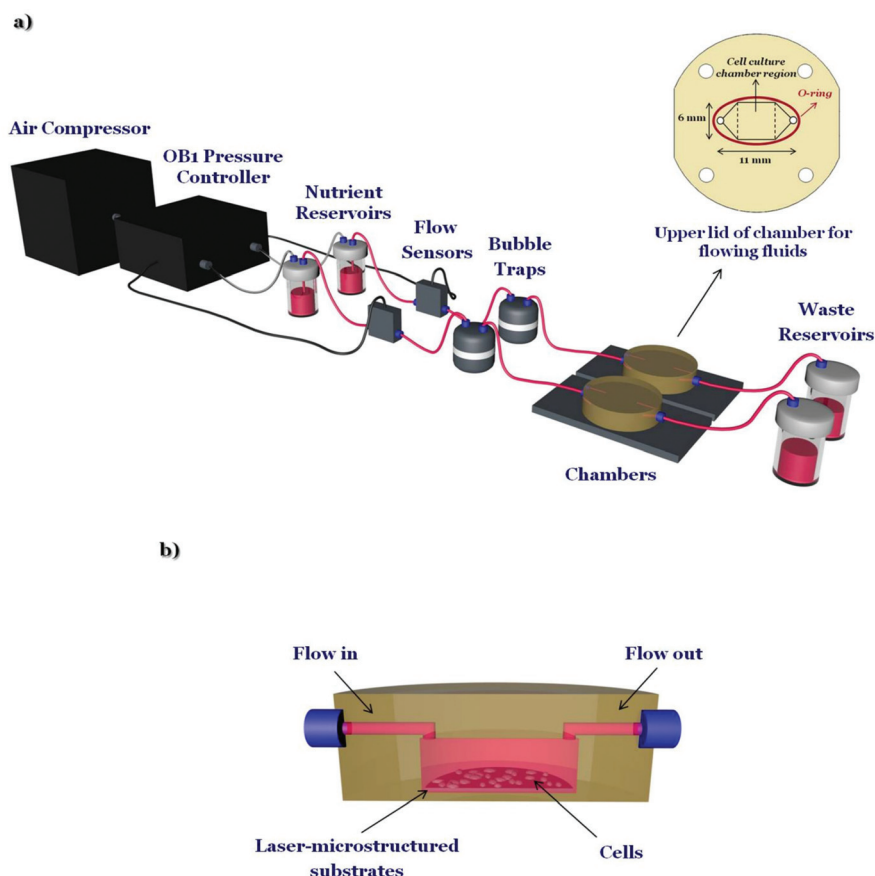 a)
Air Compressor
OB1 Pressure
Controller
Nutrient
Reservoirs
Flow
Sensors
Bubble
Traps
Cell culture
chamber region
O-ring
6 mm
11 mm
Upper lid of chamber for
flowing fluids
Waste
Reservoirs
Chambers
b)
Flow in
Flow out
Laser-microstructured
substrates
Cells